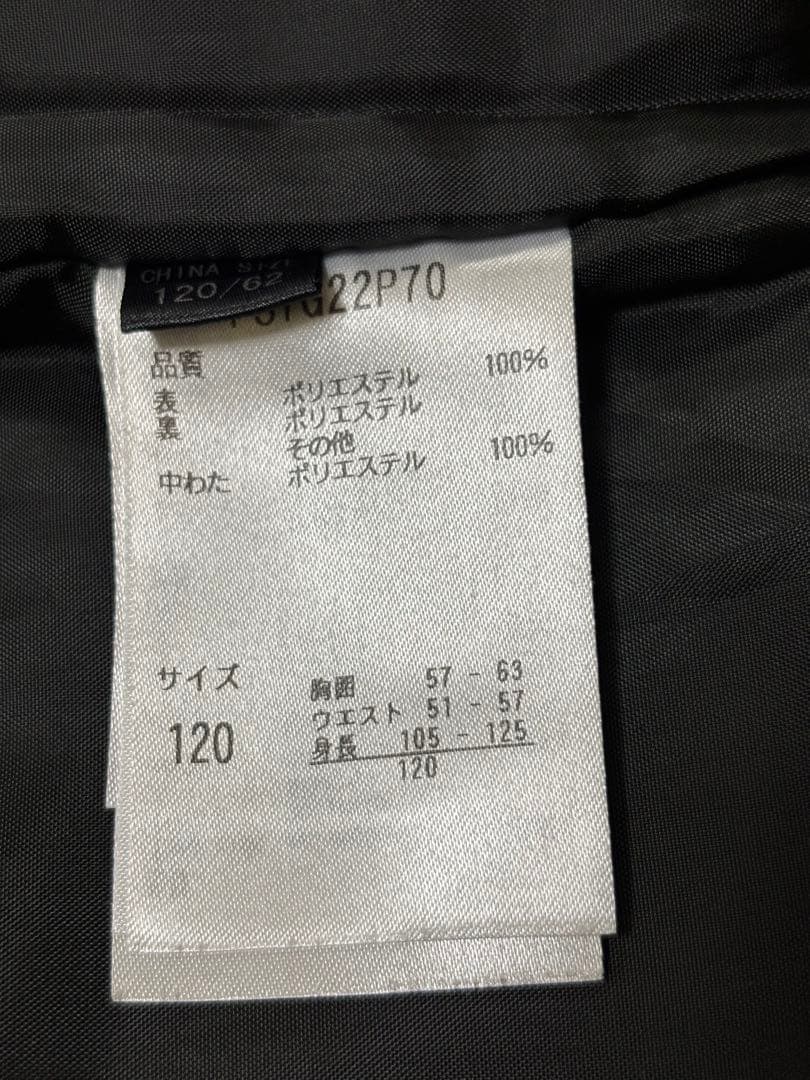 CHINA SIZE
120/62
G22P70
品質
表 ポリエステル 100%
裏 ポリエステル
その他
中わた ポリエステル 100%
サイズ
120
胸囲 57 - 63
ウエスト 51 - 57
身長 105 - 125
120